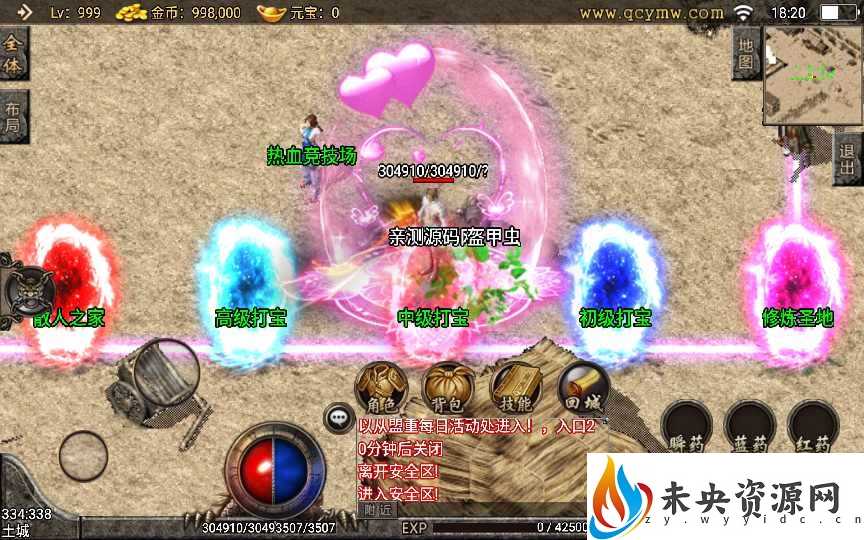 Lv: 999
金币: 998,000
元宝: 0
www.qcymw.com
18:20
全体
地图
布局
退出
热血竞技场
304910/304910/?
亲测源码
盔甲虫
散人之家
高级打宝
中级打宝
初级打宝
修炼圣地
角色
背包
技能
回城
瞬药
蓝药
红药
以从盟重每日活动处进入!，入口2
0分钟后关闭
离开安全区!
进入安全区!
附近
334:338
土城
304910/30493507/3507
EXP
0 / 42500
未央资源网
zy.wyyidc.cn